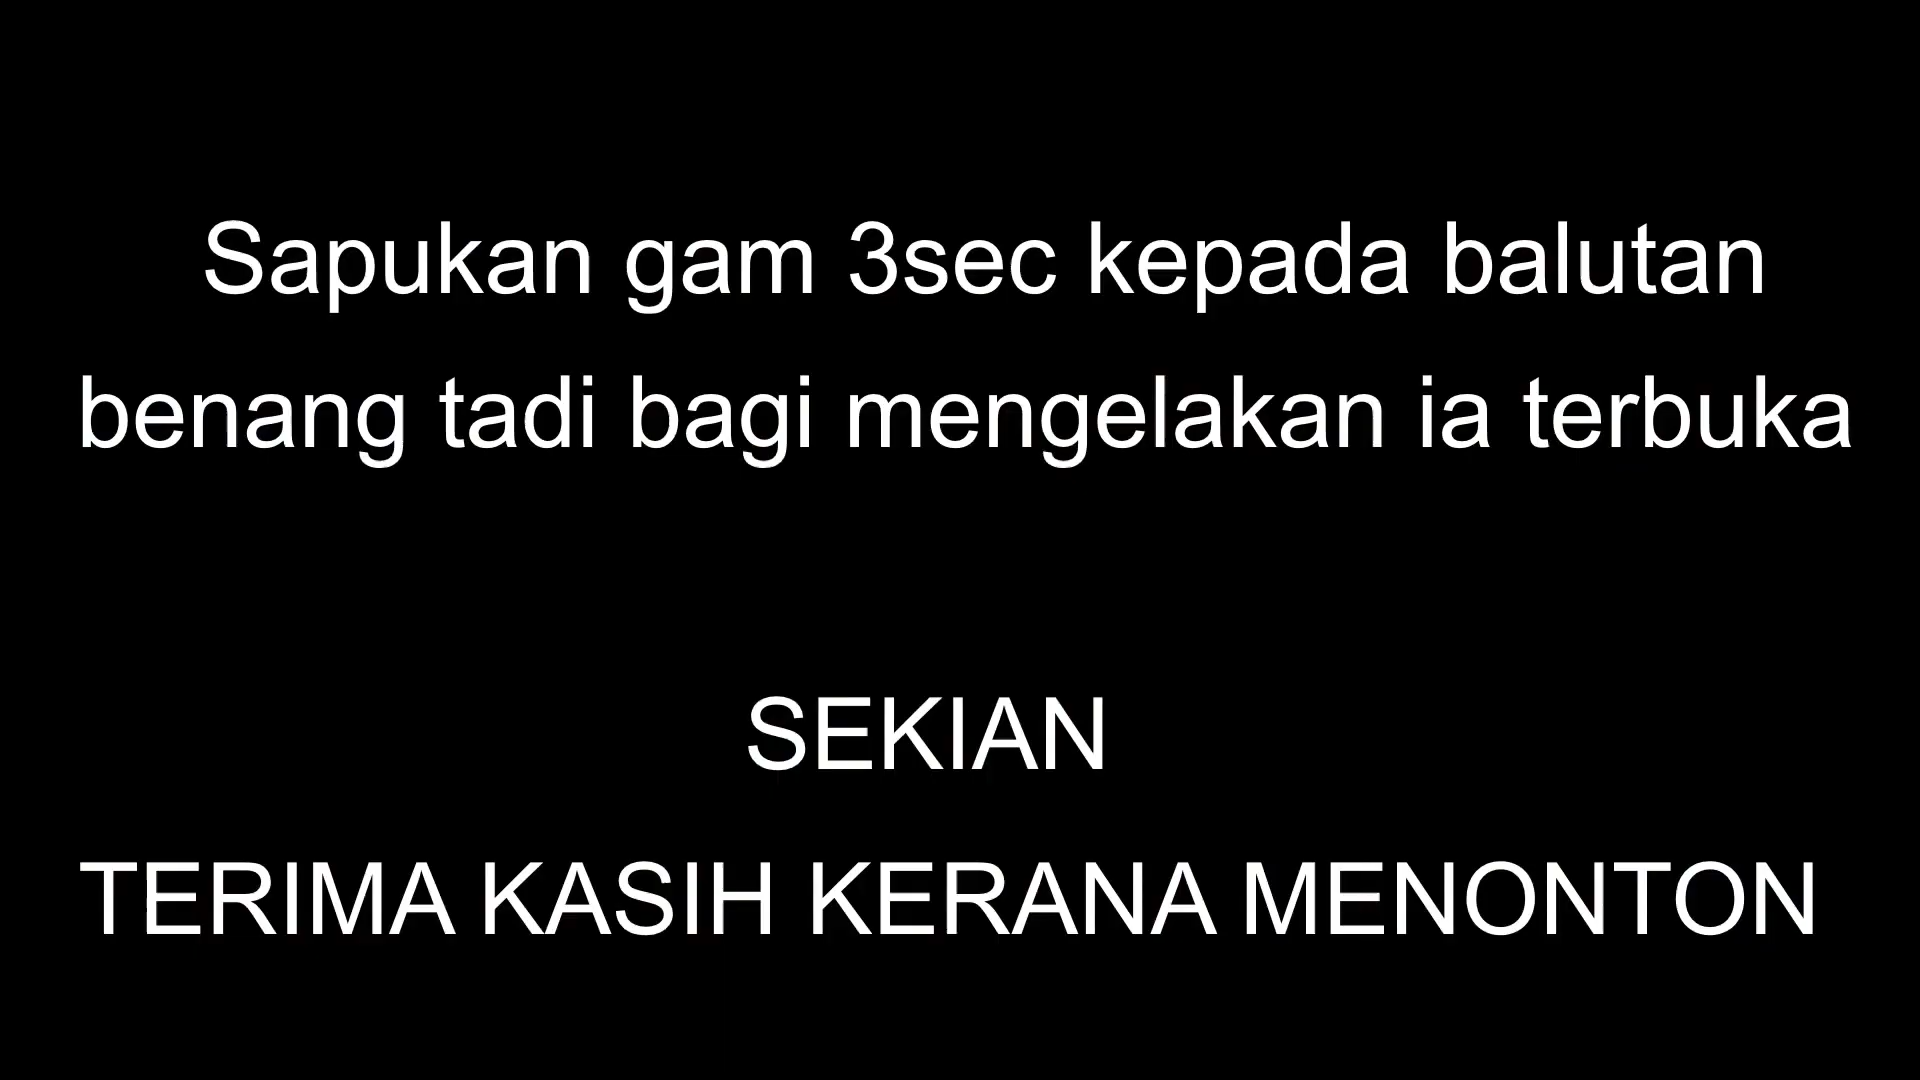 Sapukan gam 3sec kepada balutan
benang tadi bagi mengelakan ia terbuka
SEKIAN
TERIMA KASIH KERANA MENONTON